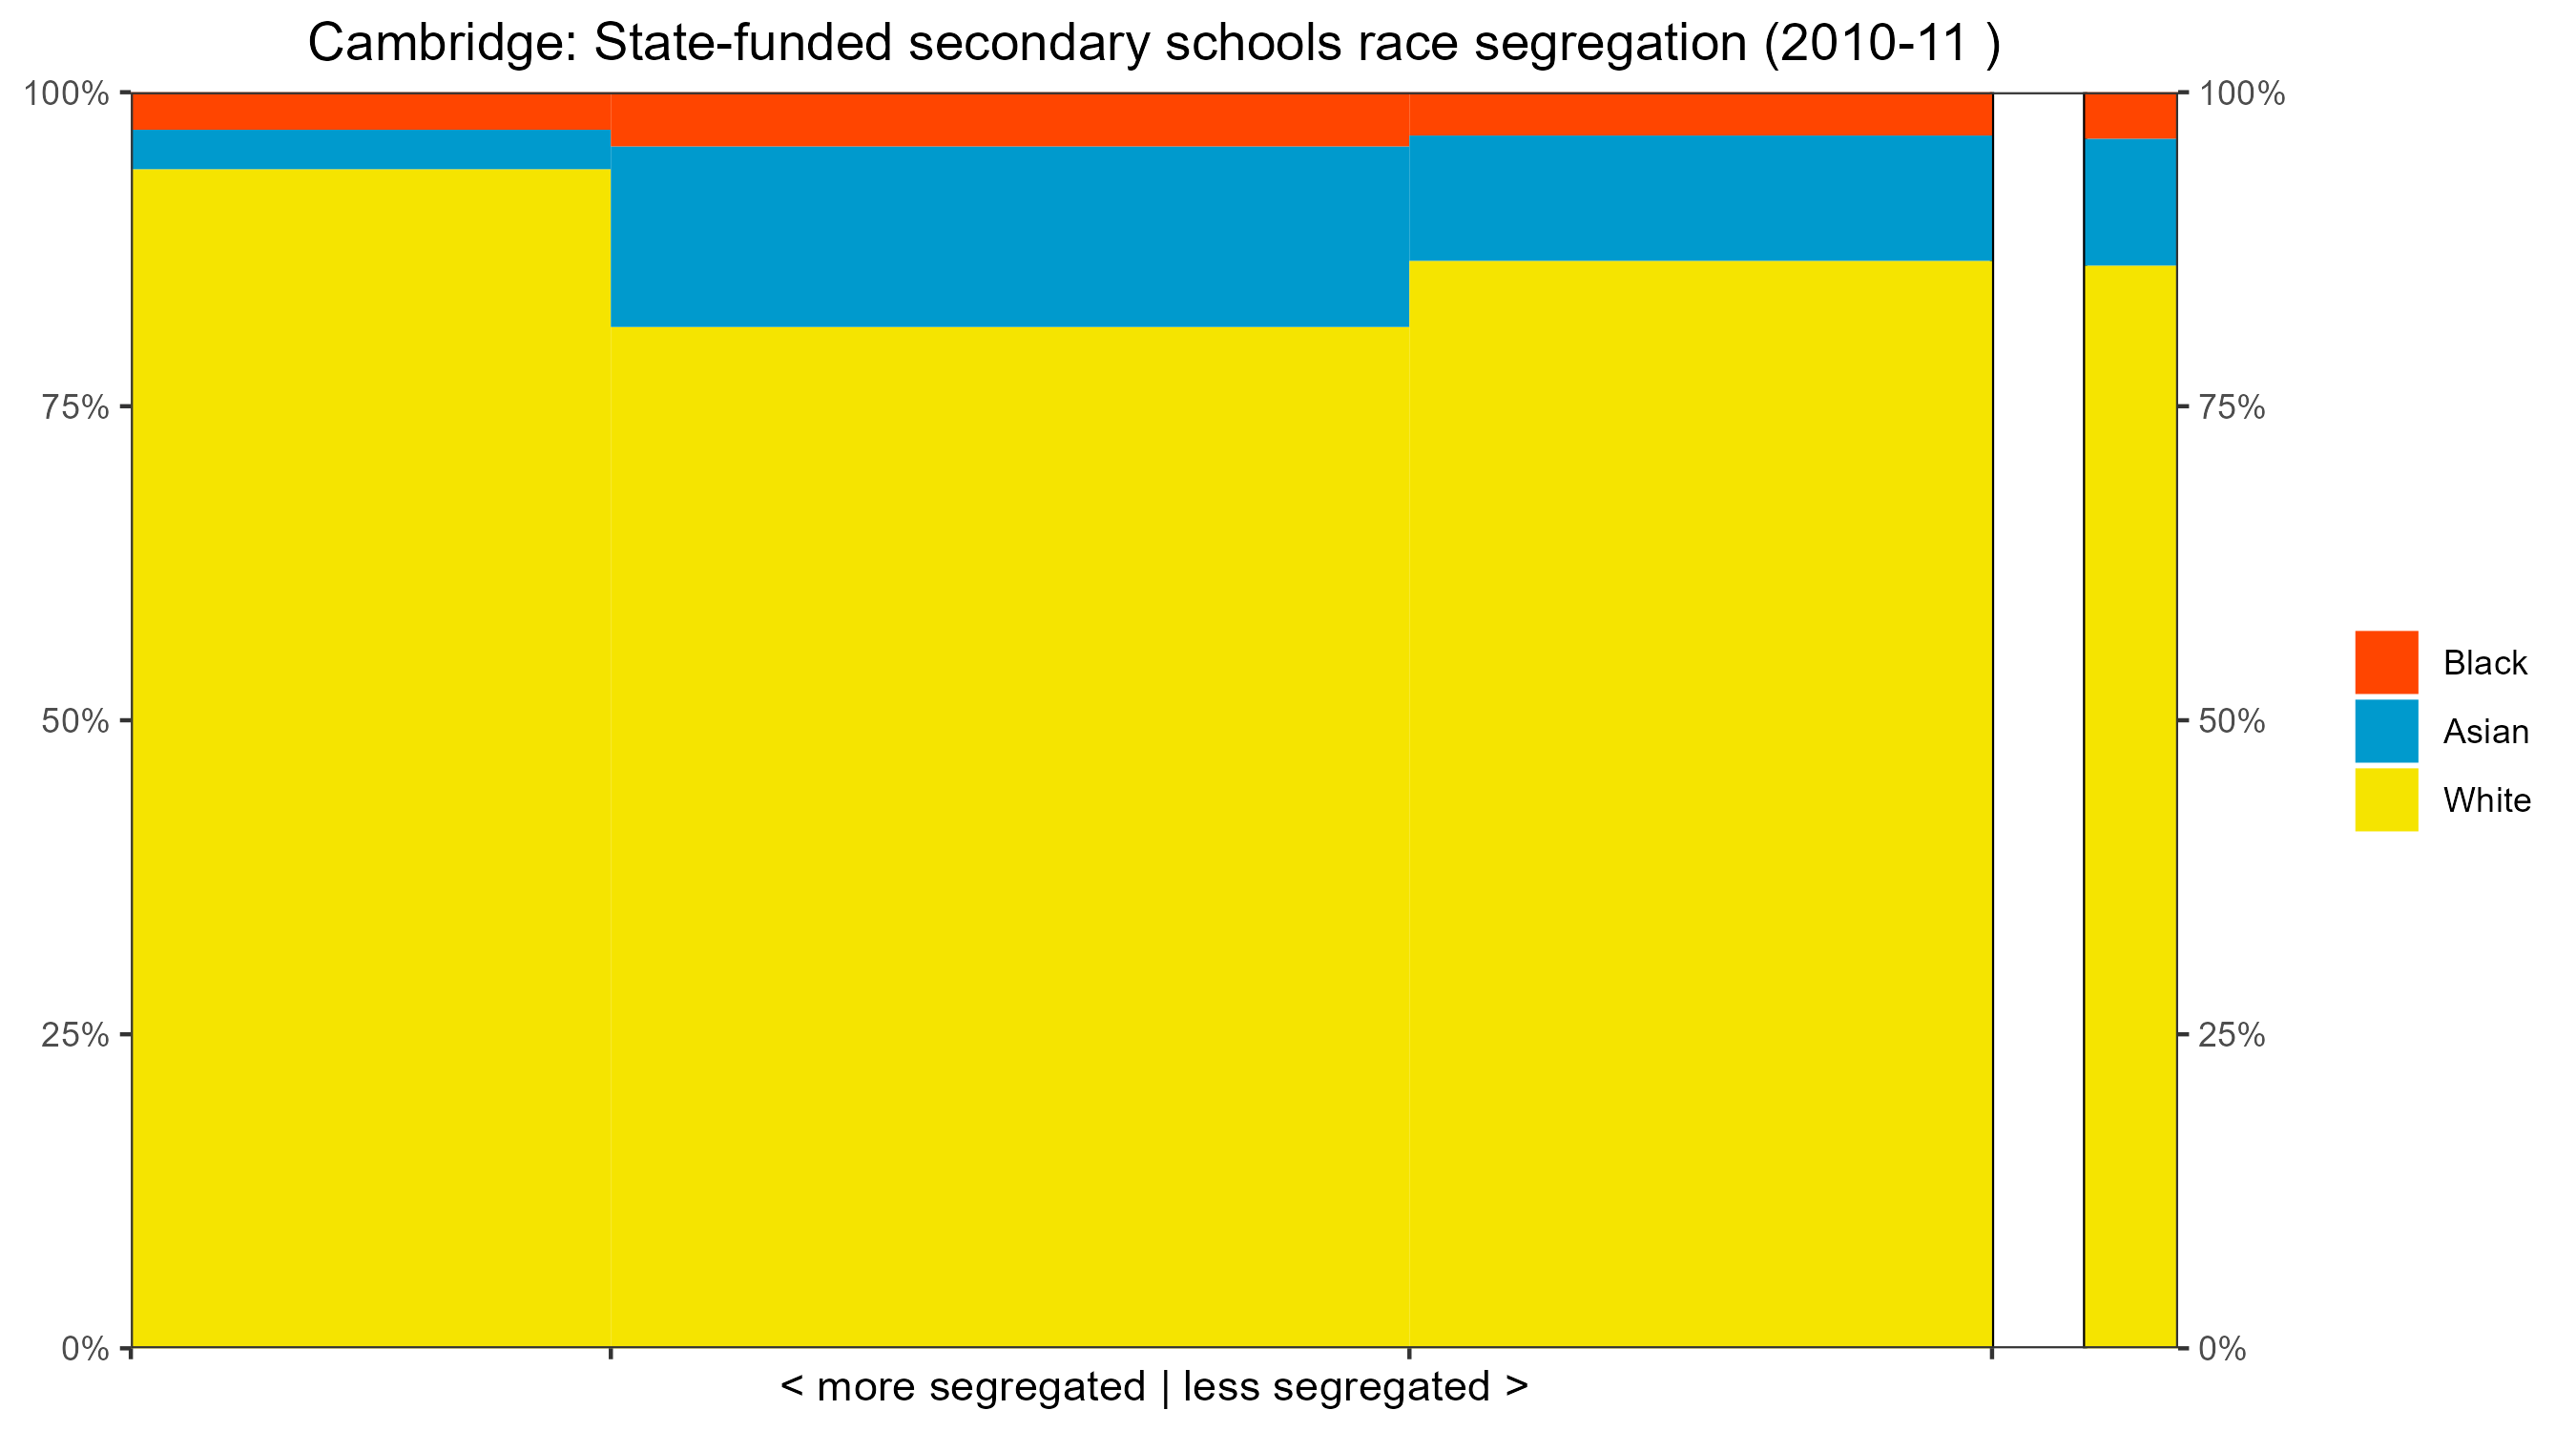 Cambridge: State-funded secondary schools race segregation (2010-11 )
100%
75%
50%
25%
0%
100%
75%
50%
25%
0%
Black
Asian
White
< more segregated | less segregated >